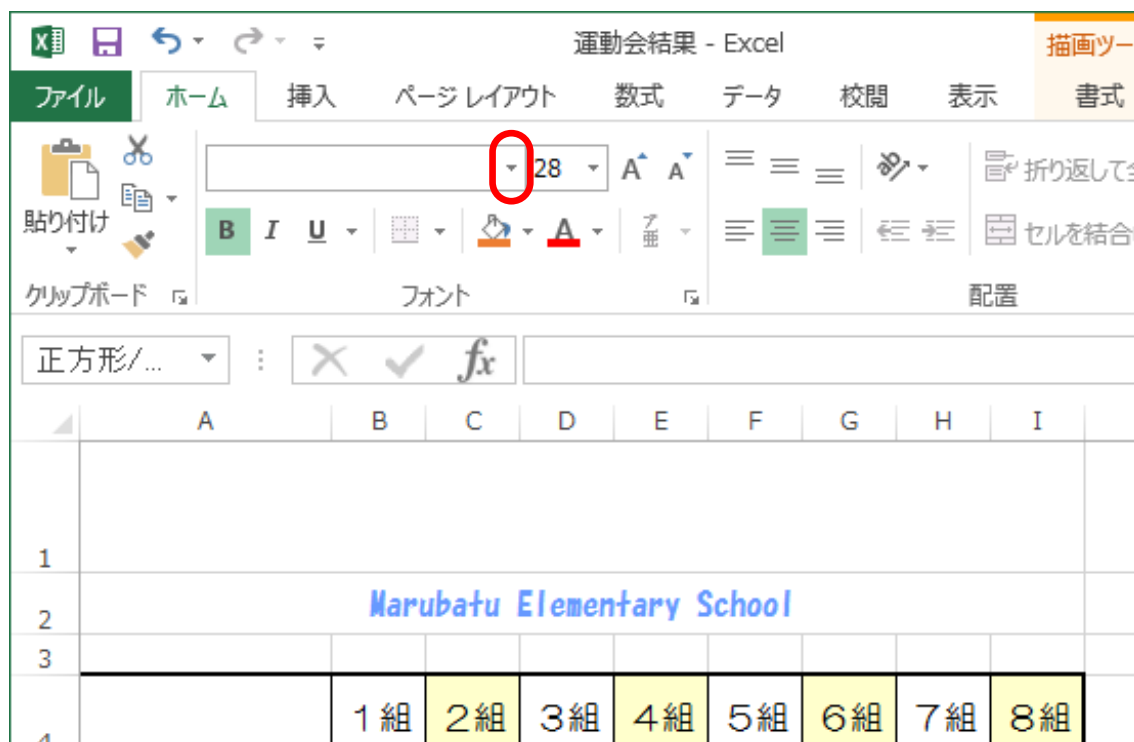 運動会結果 - Excel
描画ツー
ファイル ホーム 挿入 ページ レイアウト 数式 データ 校閲 表示 書式
28 A A
折り返して全
貼り付け
B I U A ア亜
セルを結合
クリップボード フォント 配置
正方形/... fx
A B C D E F G H I
1
2 Marubatu Elementary School
3
1組 2組 3組 4組 5組 6組 7組 8組